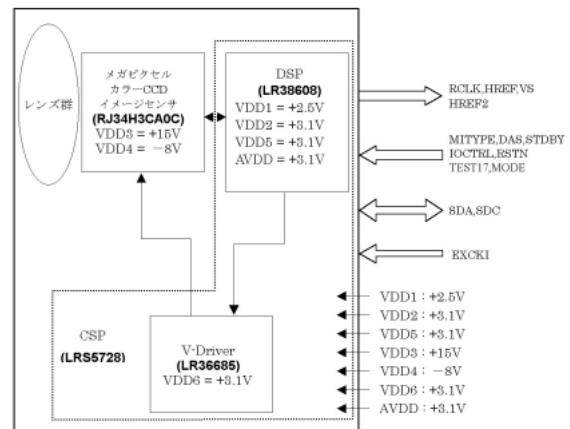 レンズ群
メガピクセル
カラーCCD
イメージセンサ
(RJ34H3CA0C)
VDD3 = +15V
VDD4 = －8V
DSP
(LR38608)
VDD1 = +2.5V
VDD2 = +3.1V
VDD5 = +3.1V
AVDD = +3.1V
RCLK,HREF,VS
HREF2
MITYPE,DAS,STDBY
IOCTRL,RSTN
TEST17,MODE
SDA,SDC
EXCKI
CSP
(LRS5728)
V-Driver
(LR36685)
VDD6 = +3.1V
VDD1：+2.5V
VDD2：+3.1V
VDD5：+3.1V
VDD3：+15V
VDD4：－8V
VDD6：+3.1V
AVDD：+3.1V